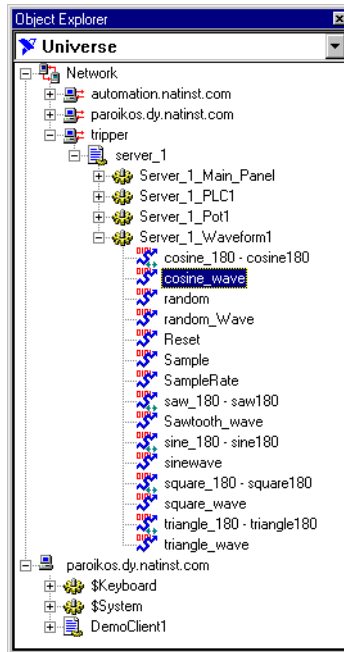 Object Explorer
Universe
Network
automation.natinst.com
paroikos.dy.natinst.com
tripper
server_1
Server_1_Main_Panel
Server_1_PLC1
Server_1_Pot1
Server_1_Waveform1
cosine_180 - cosine180
cosine_wave
random
random_Wave
Reset
Sample
SampleRate
saw_180 - saw180
Sawtooth_wave
sine_180 - sine180
sinewave
square_180 - square180
square_wave
triangle_180 - triangle180
triangle_wave
paroikos.dy.natinst.com
$Keyboard
$System
DemoClient1